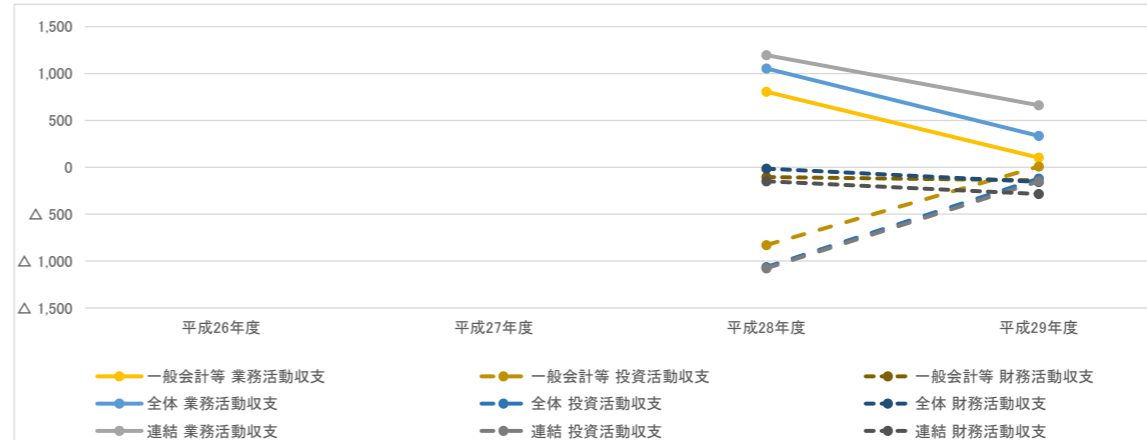 1,500
1,000
500
0
△ 500
△ 1,000
△ 1,500
平成26年度 平成27年度 平成28年度 平成29年度
一般会計等 業務活動収支 一般会計等 投資活動収支 一般会計等 財務活動収支
全体 業務活動収支 全体 投資活動収支 全体 財務活動収支
連結 業務活動収支 連結 投資活動収支 連結 財務活動収支